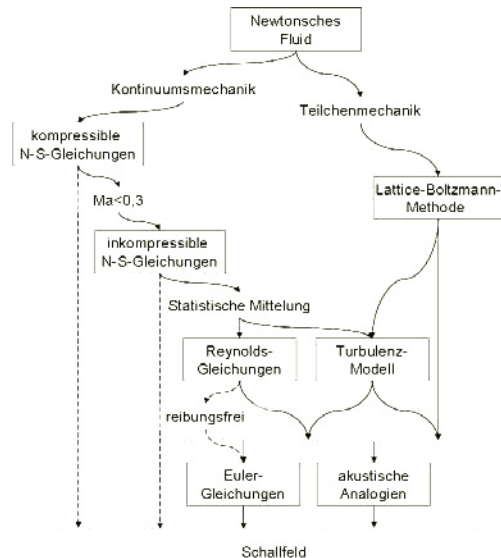 Newtonsches
Fluid
Kontinuumsmechanik
Teilchenmechanik
kompressible
N-S-Gleichungen
Ma<0,3
Lattice-Boltzmann-
Methode
inkompressible
N-S-Gleichungen
Statistische Mittelung
Reynolds-
Gleichungen
Turbulenz-
Modell
reibungsfrei
Euler-
Gleichungen
akustische
Analogien
Schallfeld